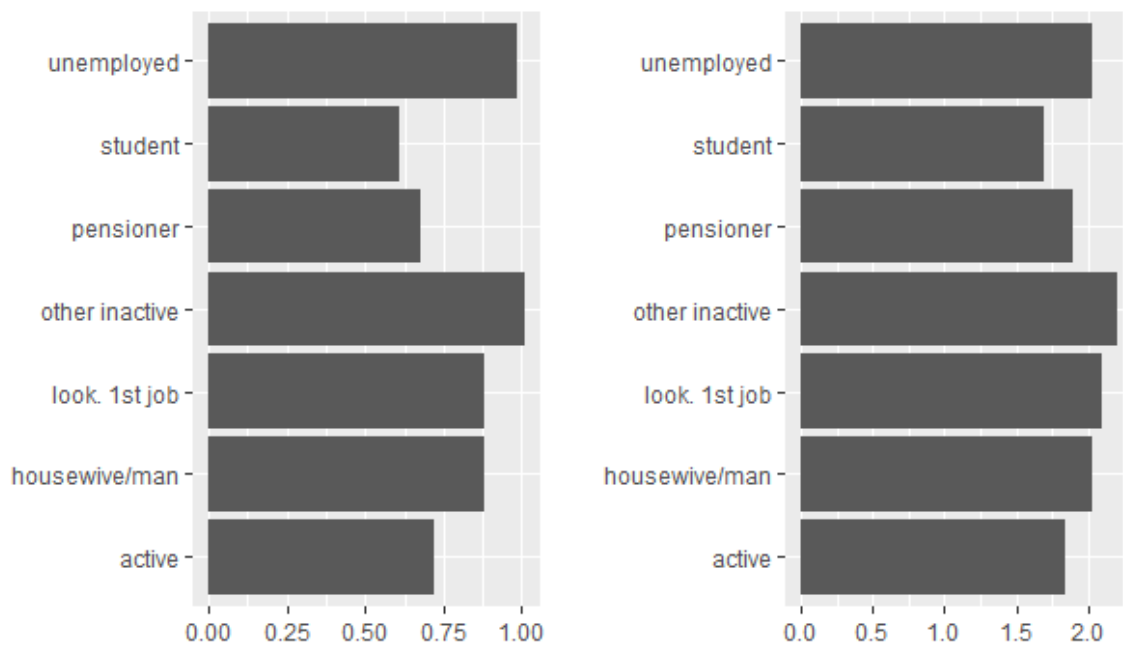 unemployed
student
pensioner
other inactive
look. 1st job
housewive/man
active
0.00 0.25 0.50 0.75 1.00
unemployed
student
pensioner
other inactive
look. 1st job
housewive/man
active
0.0 0.5 1.0 1.5 2.0